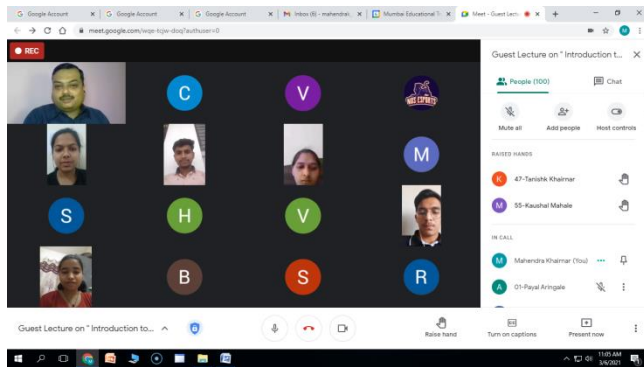 Google Account
Google Account
Google Account
Inbox (6) - mahendrai
Mumbai Educational Tr
Meet - Guest Lectu
meet.google.com/wqe-tcjw-doq?authuser=0
M
REC
Guest Lecture on " Introduction t...
People (100)
Chat
Mute all
Add people
Host controls
RAISED HANDS
K
47-Tanishk Khairnar
M
55-Kaushal Mahale
IN CALL
M
Mahendra Khairnar (You)
A
01-Payal Aringale
C
V
M
S
H
V
B
S
R
Guest Lecture on " Introduction to...
Raise hand
Turn on captions
Present now
11:05 AM
3/6/2021